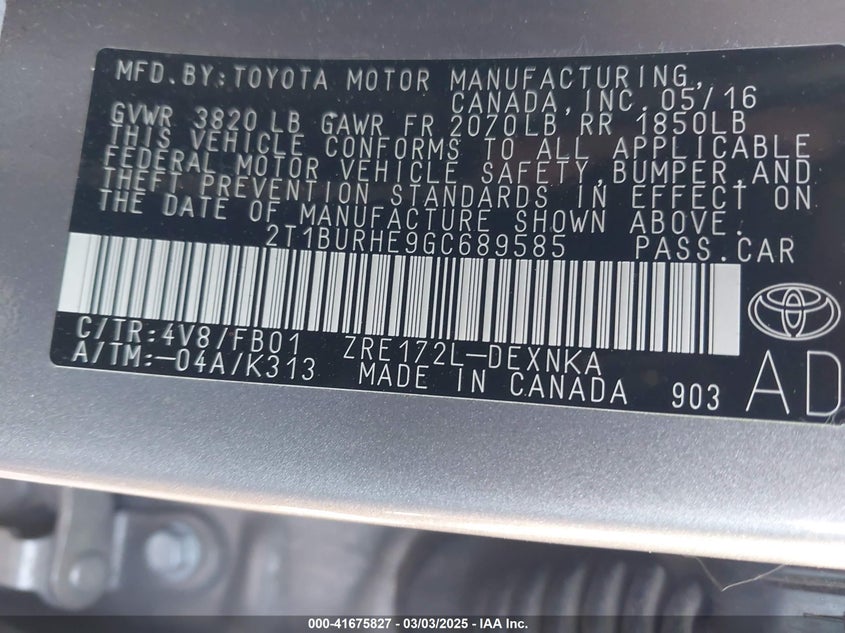 MFD.BY:TOYOTA MOTOR MANUFACTURING,
CANADA,INC.05/16
GVWR 3820LB GAWR FR 2070LB RR 1850LB
THIS VEHICLE CONFORMS TO ALL APPLICABLE
FEDERAL MOTOR VEHICLE SAFETY,BUMPER,AND
THEFT PREVENTION STANDARDS IN EFFECT ON
THE DATE OF MANUFACTURE SHOWN ABOVE.
2T1BURHE9GC689585 PASS.CAR
C/TR:4V8/FB01 ZRE172L-DEXNKA
A/TM:-04A/K313 MADE IN CANADA 903 AD
000-41675827 — 03/03/2025 — IAA Inc.